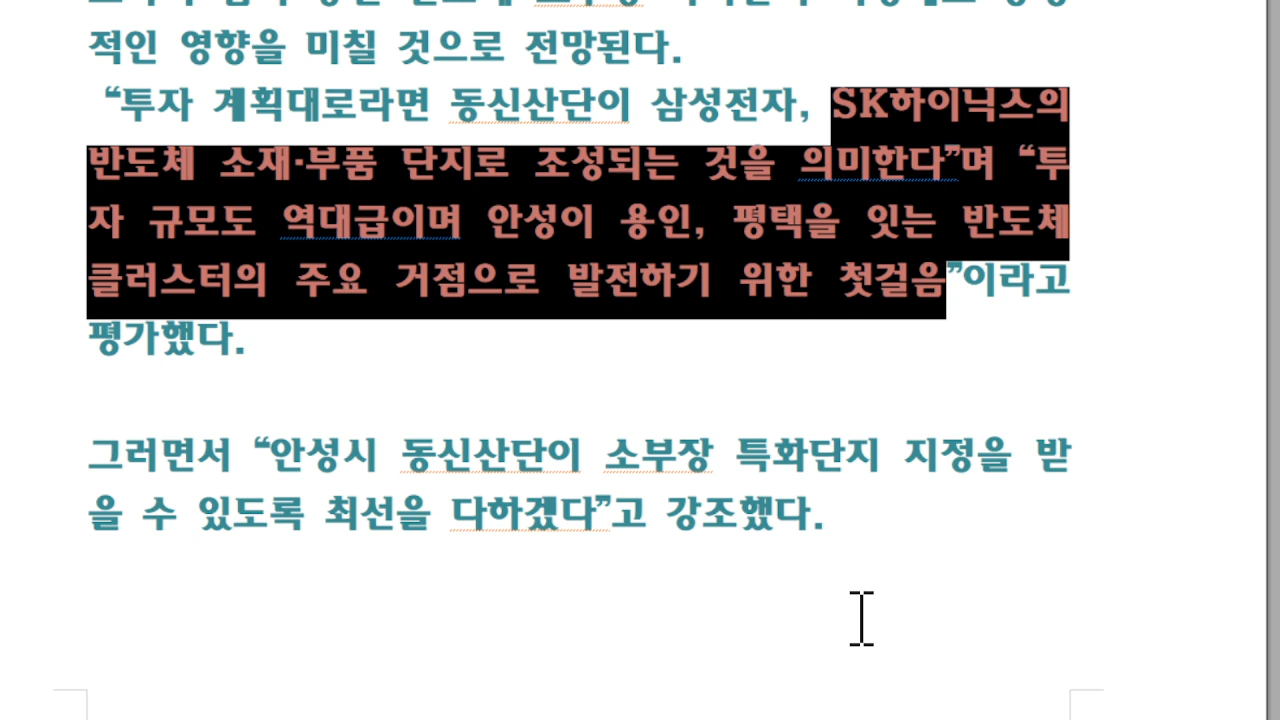 적인 영향을 미칠 것으로 전망된다.
“투자 계획대로라면 동신산단이 삼성전자, SK하이닉스의
반도체 소재·부품 단지로 조성되는 것을 의미한다”며 “투
자 규모도 역대급이며 안성이 용인, 평택을 잇는 반도체
클러스터의 주요 거점으로 발전하기 위한 첫걸음”이라고
평가했다.
그러면서 “안성시 동신산단이 소부장 특화단지 지정을 받
을 수 있도록 최선을 다하겠다”고 강조했다.